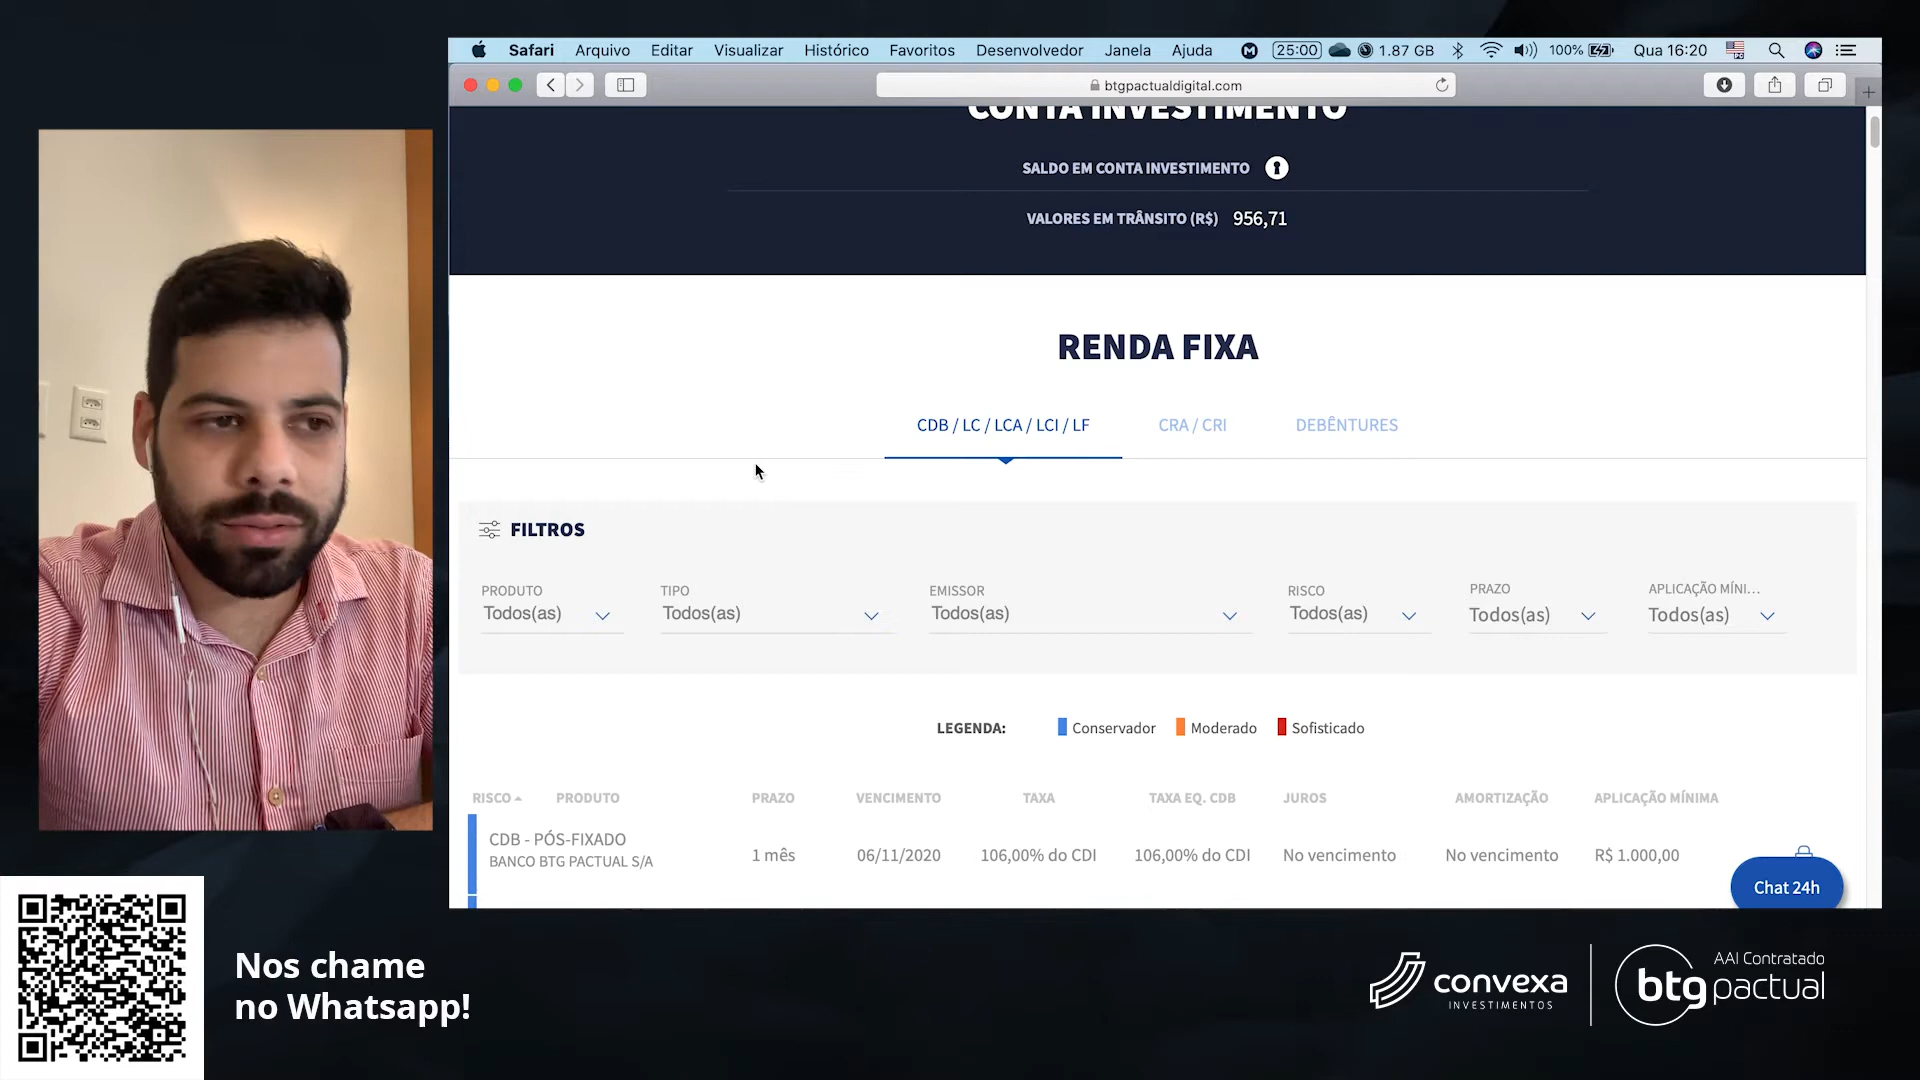 Safari Arquivo Editar Visualizar Histórico Favoritos Desenvolvedor Janela Ajuda 25:00 1.87 GB 100% Qua 16:20
btgpactualdigital.com
CONTA INVESTIMENTO
SALDO EM CONTA INVESTIMENTO
VALORES EM TRÂNSITO (R$) 956,71
RENDA FIXA
CDB / LC / LCA / LCI / LF CRA / CRI DEBÊNTURES
FILTROS
PRODUTO TIPO EMISSOR RISCO PRAZO APLICAÇÃO MÍNI...
Todos(as) Todos(as) Todos(as) Todos(as) Todos(as) Todos(as)
LEGENDA: Conservador Moderado Sofisticado
RISCO PRODUTO PRAZO VENCIMENTO TAXA TAXA EQ. CDB JUROS AMORTIZAÇÃO APLICAÇÃO MÍNIMA
CDB - PÓS-FIXADO
BANCO BTG PACTUAL S/A
1 mês 06/11/2020 106,00% do CDI 106,00% do CDI No vencimento No vencimento R$ 1.000,00
Chat 24h
Nos chame
no Whatsapp!
convexa
INVESTIMENTOS
AAI Contratado
btg pactual